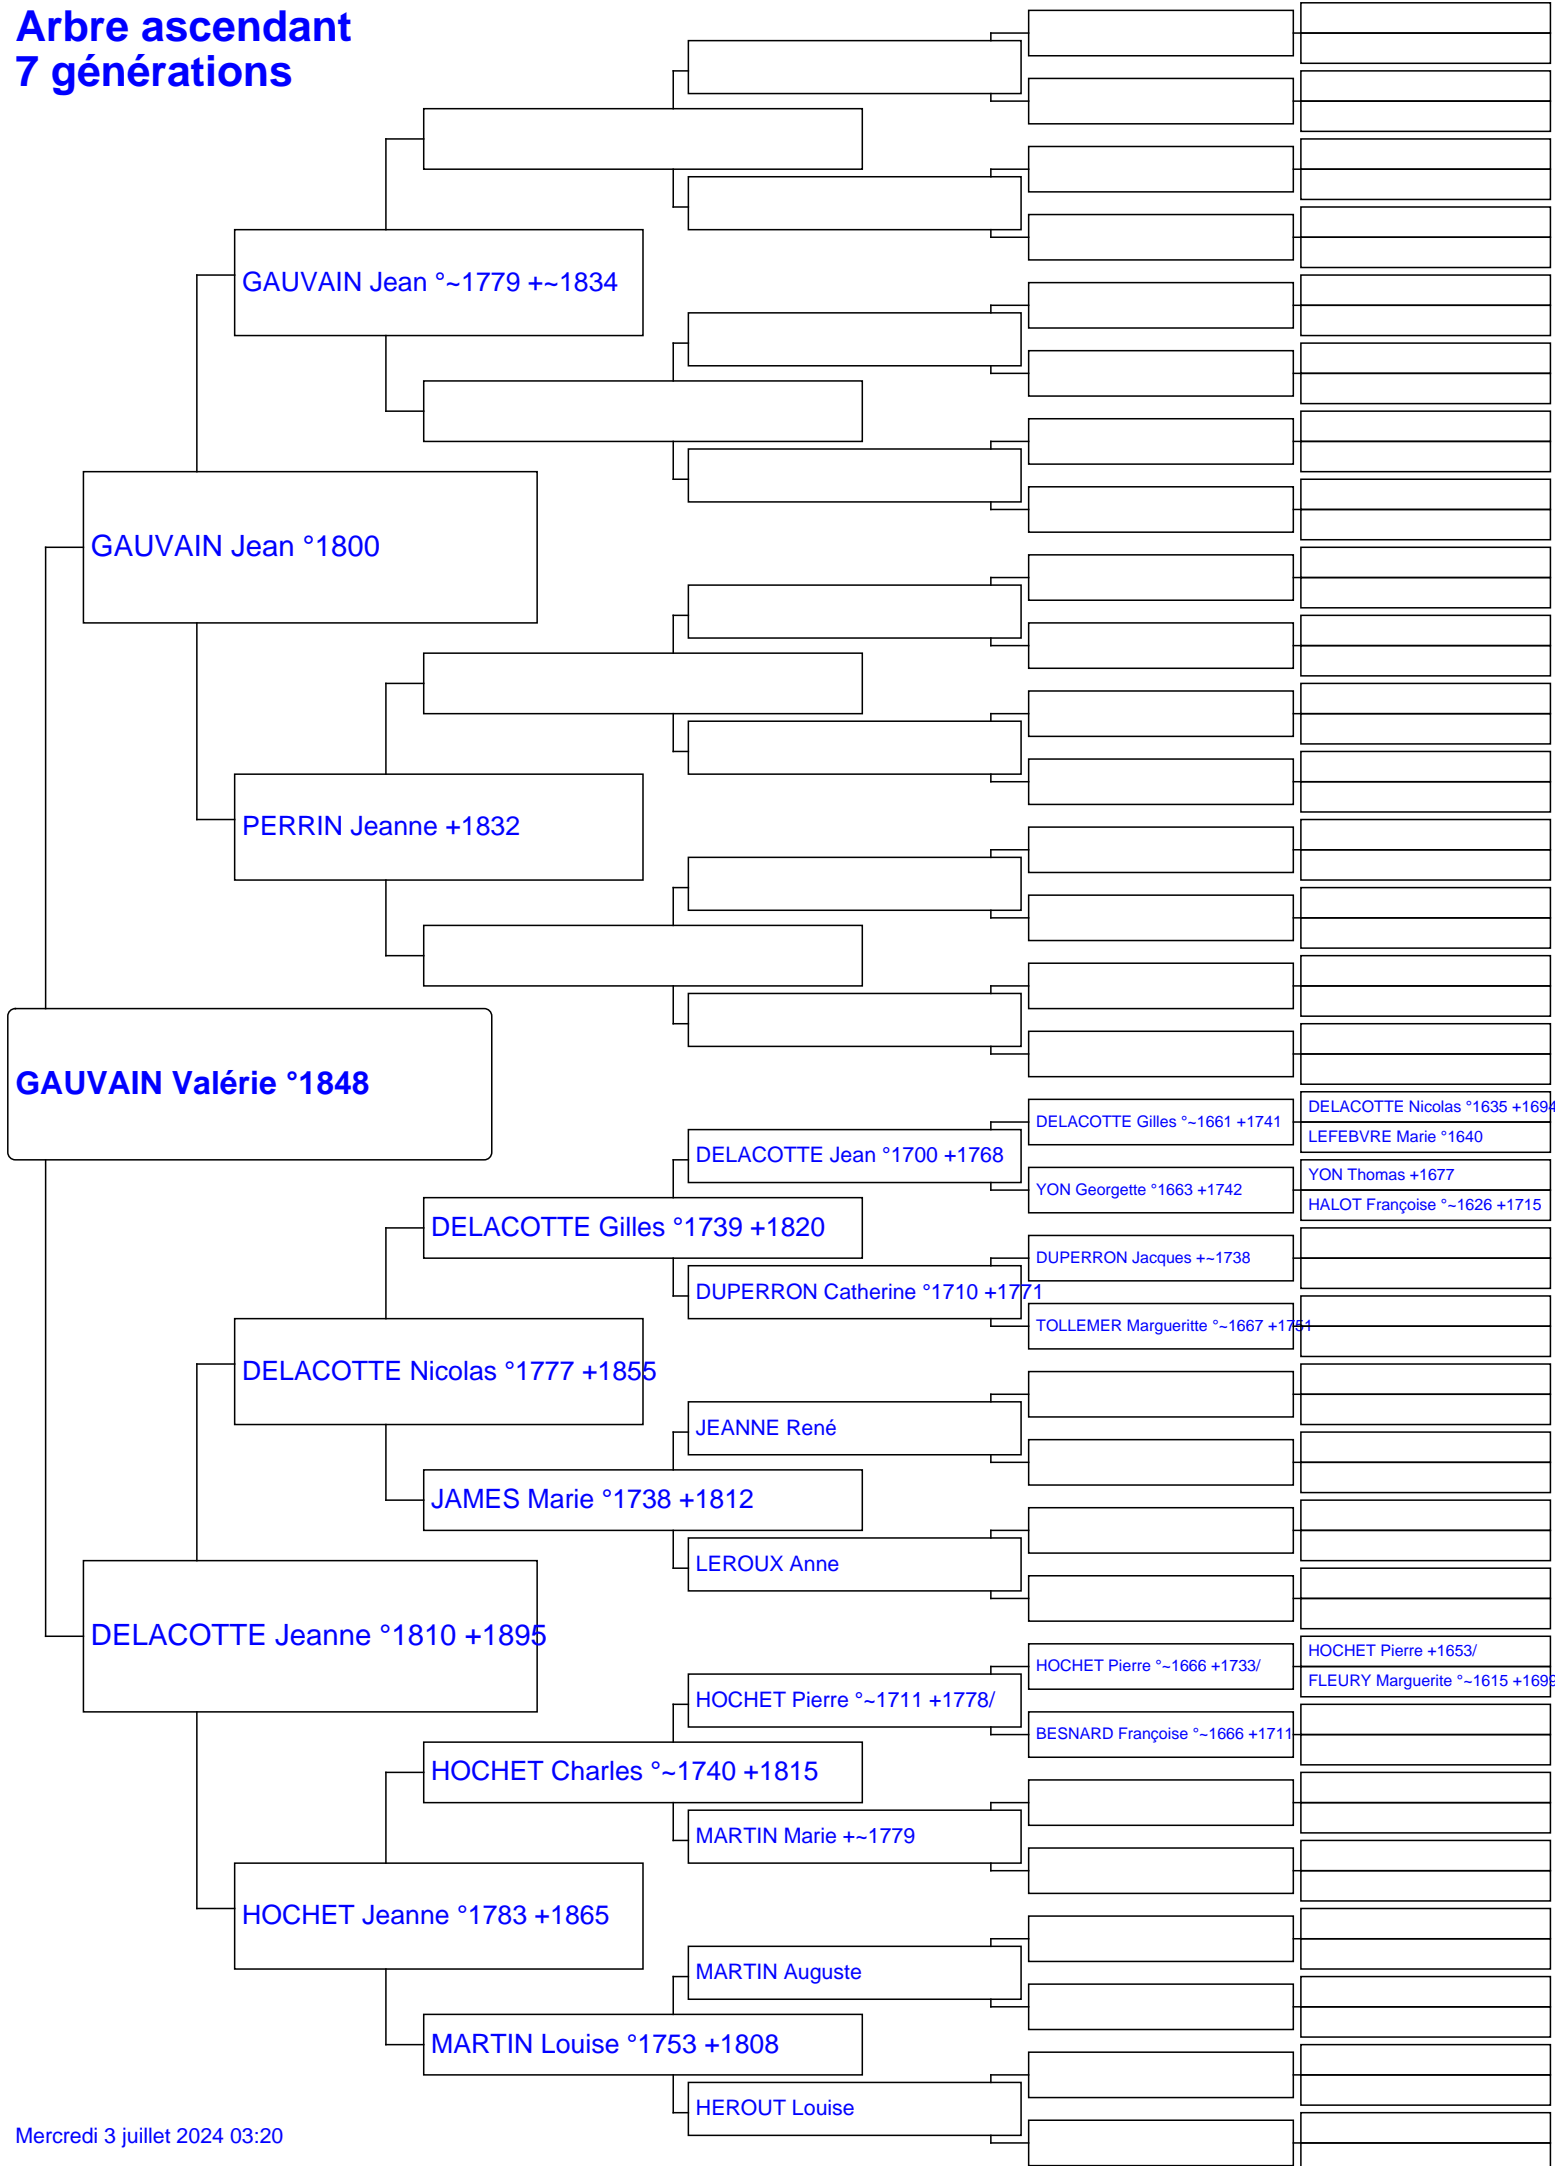 Arbre ascendant
7 générations
GAUVAIN Jean °~1779 +~1834
GAUVAIN Jean °1800
PERRIN Jeanne +1832
GAUVAIN Valérie °1848
DELACOTTE Nicolas °1635 +1694
DELACOTTE Gilles °~1661 +1741
LEFEBVRE Marie °1640
DELACOTTE Jean °1700 +1768
YON Thomas +1677
YON Georgette °1663 +1742
HALOT Françoise °~1626 +1715
DELACOTTE Gilles °1739 +1820
DUPERRON Jacques +~1738
DUPERRON Catherine °1710 +1771
TOLLEMER Margueritte °~1667 +1751
DELACOTTE Nicolas °1777 +1855
JEANNE René
JAMES Marie °1738 +1812
LEROUX Anne
DELACOTTE Jeanne °1810 +1895
HOCHET Pierre +1653/
HOCHET Pierre °~1666 +1733/
FLEURY Marguerite °~1615 +1699
HOCHET Pierre °~1711 +1778/
BESNARD Françoise °~1666 +1711
HOCHET Charles °~1740 +1815
MARTIN Marie +~1779
HOCHET Jeanne °1783 +1865
MARTIN Auguste
MARTIN Louise °1753 +1808
HEROUT Louise
Mercredi 3 juillet 2024 03:20